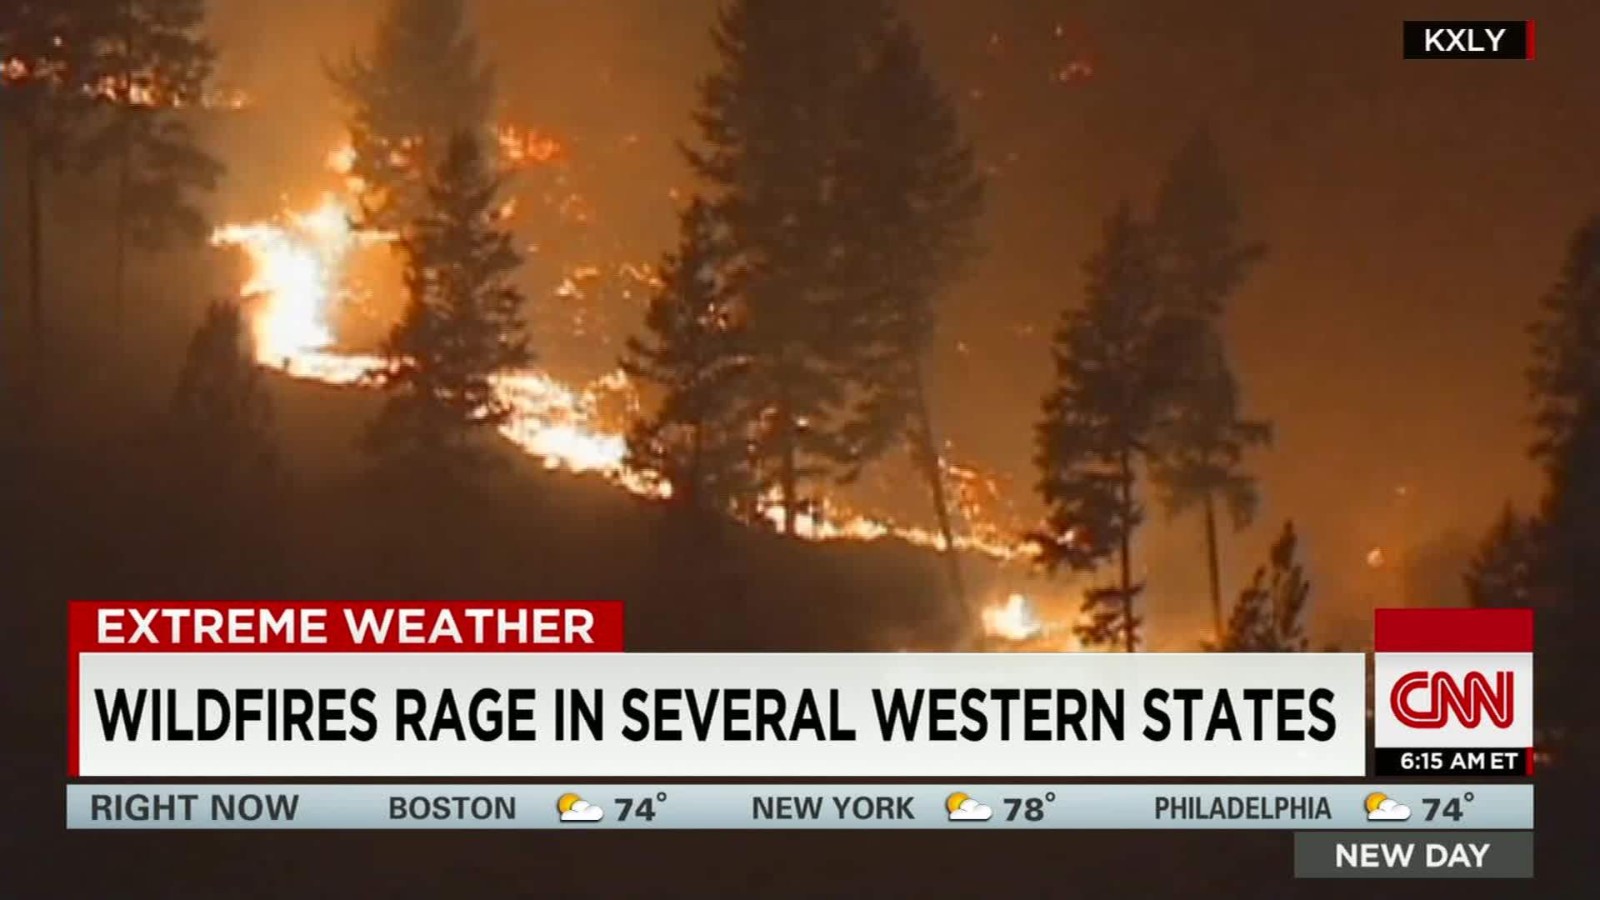 KXLY
EXTREME WEATHER
WILDFIRES RAGE IN SEVERAL WESTERN STATES
CNN
6:15 AM ET
RIGHT NOW BOSTON 74° NEW YORK 78° PHILADELPHIA 74°
NEW DAY